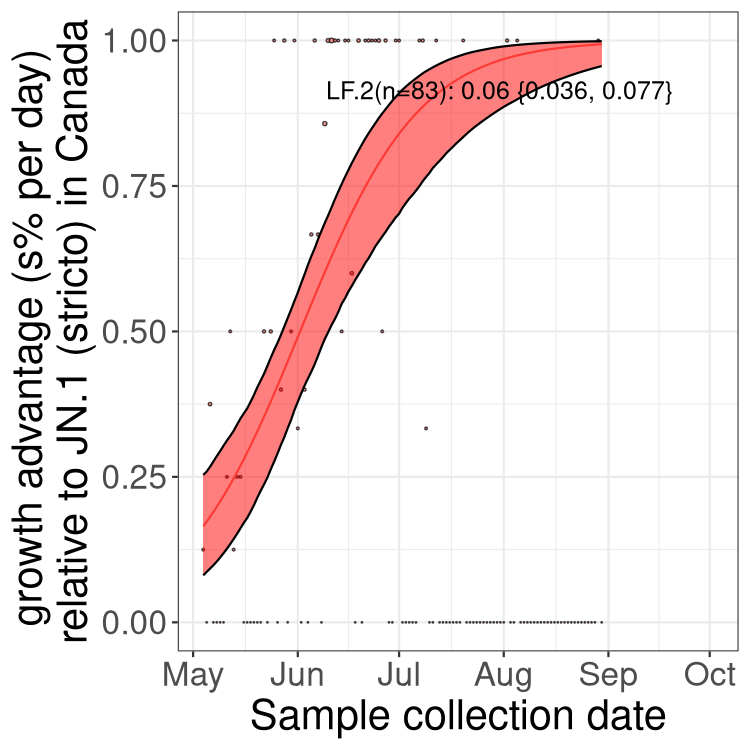 growth advantage (s% per day)
relative to JN.1 (stricto) in Canada
1.00
0.75
0.50
0.25
0.00
LF.2(n=83): 0.06 {0.036, 0.077}
May Jun Jul Aug Sep Oct
Sample collection date